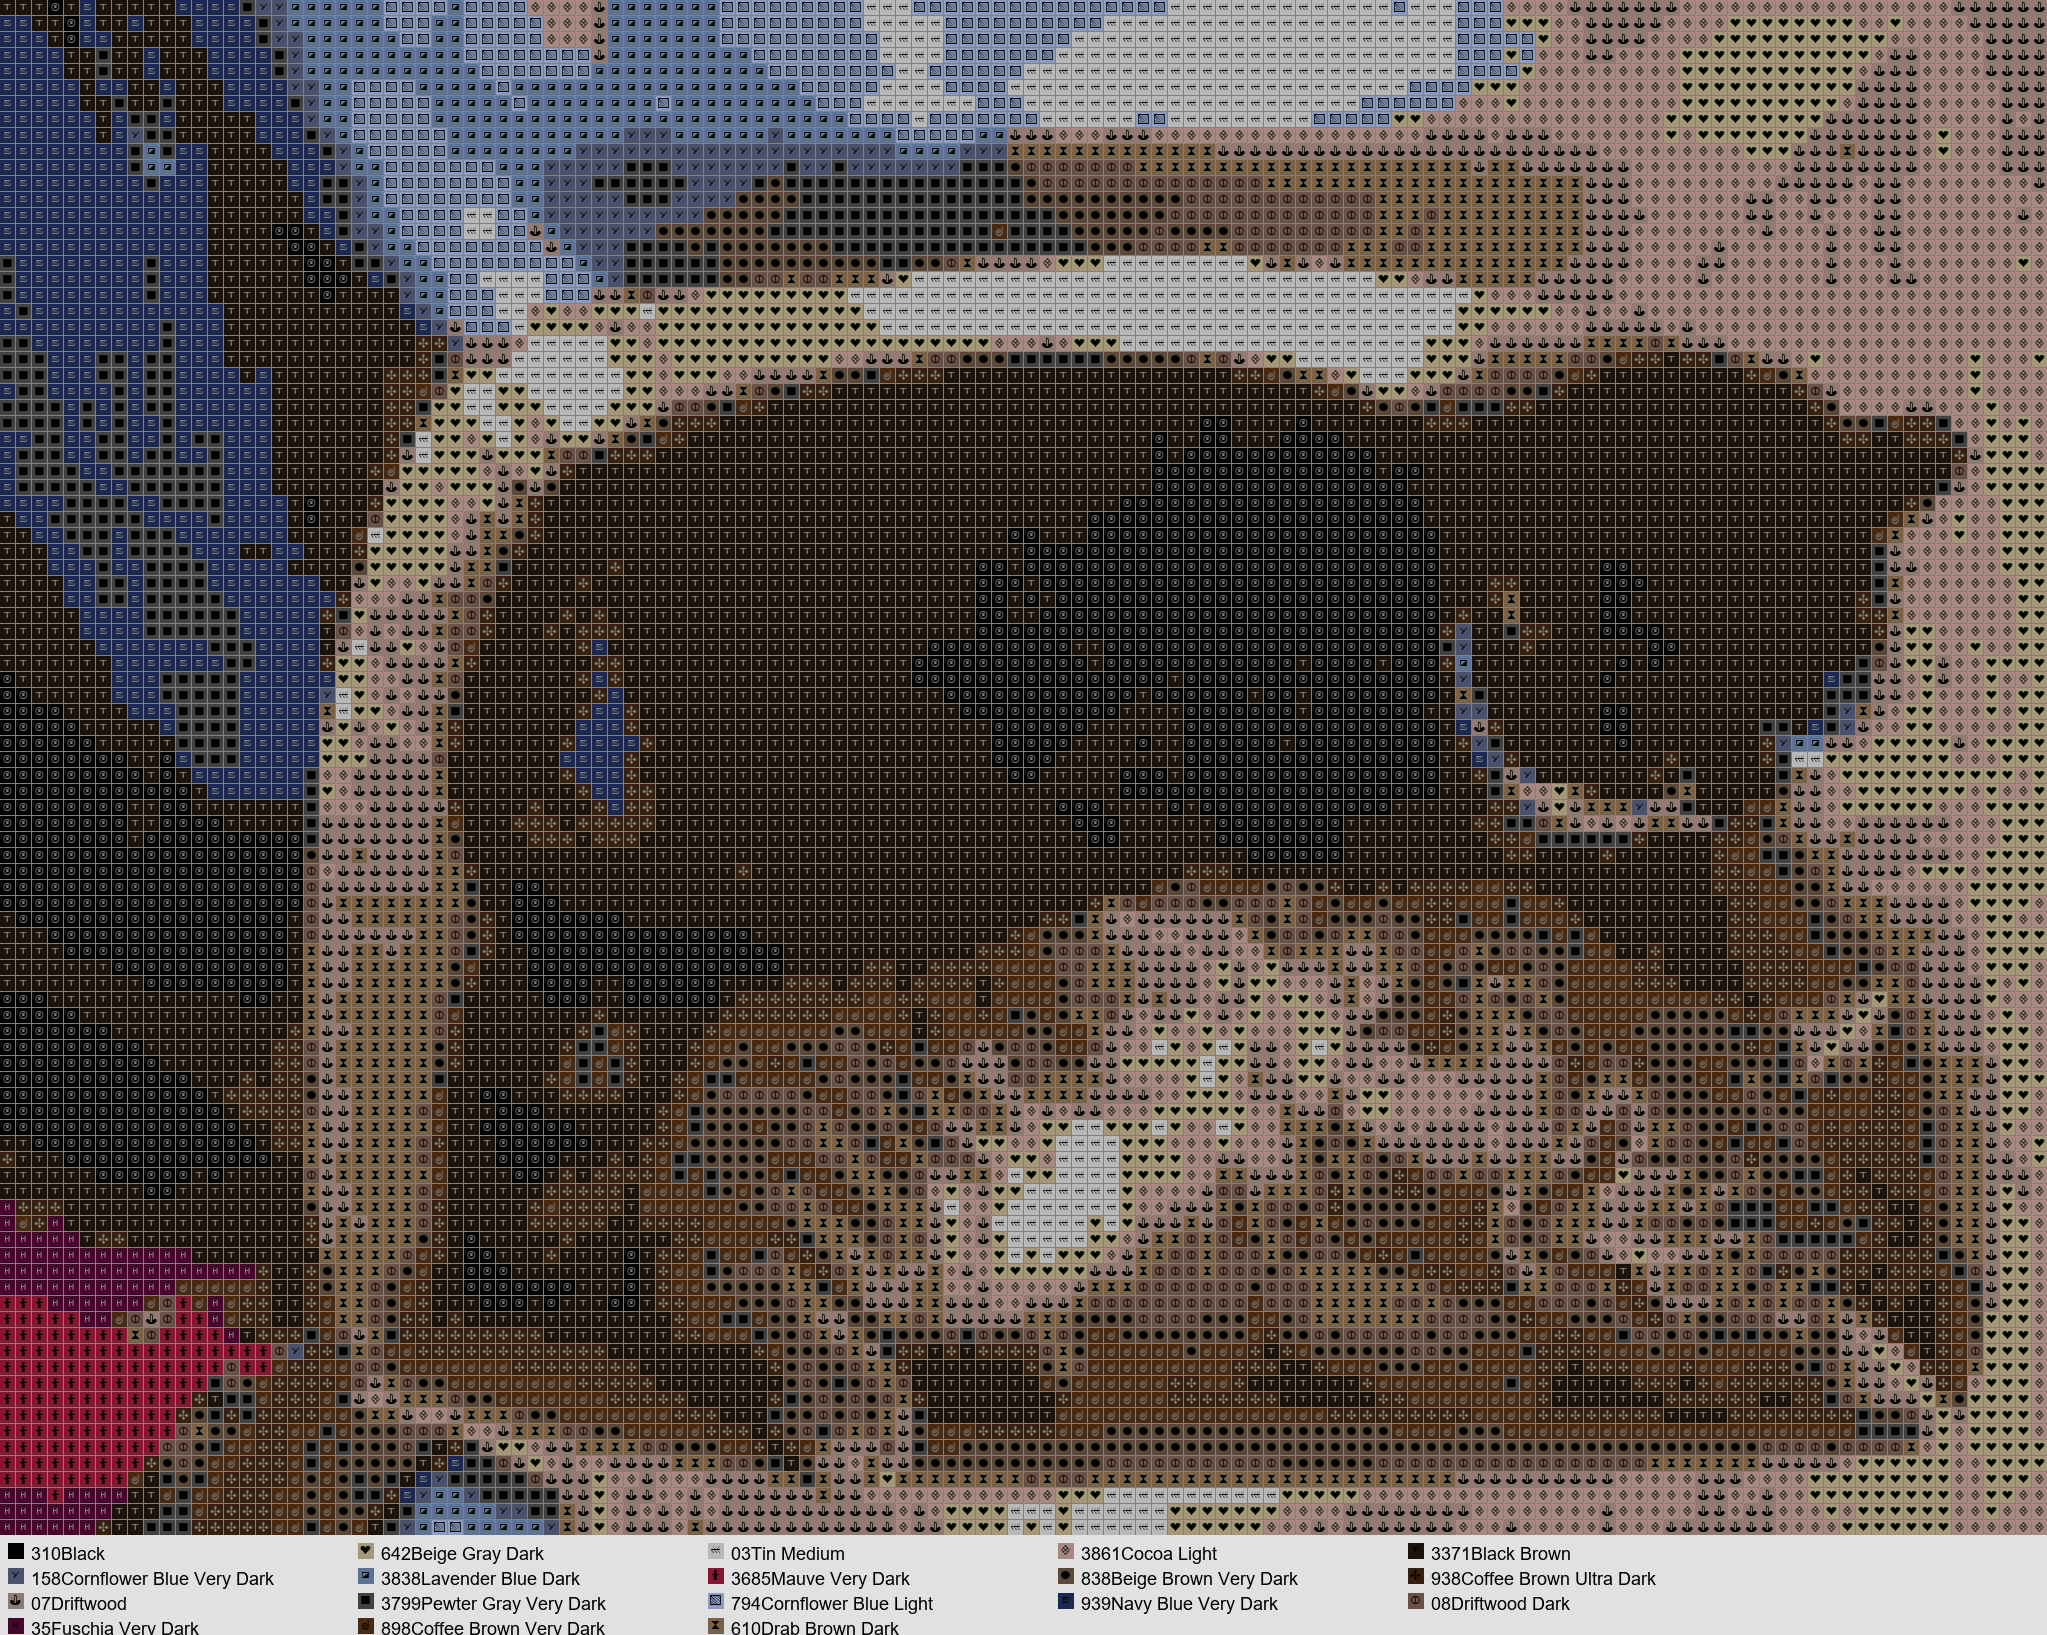 310Black 642Beige Gray Dark 03Tin Medium 3861Cocoa Light 3371Black Brown
158Cornflower Blue Very Dark 3838Lavender Blue Dark 3685Mauve Very Dark 838Beige Brown Very Dark 938Coffee Brown Ultra Dark
07Driftwood 3799Pewter Gray Very Dark 794Cornflower Blue Light 939Navy Blue Very Dark 08Driftwood Dark
35Fuschia Very Dark 898Coffee Brown Very Dark 610Drab Brown Dark